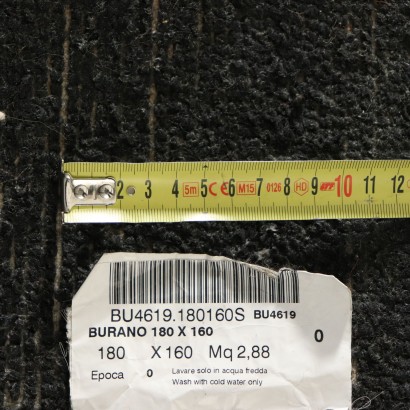 2 3 4 5m 5 C€ 6 M15 7 0126 8 HD 9 10 11 12
BU4619.180160S BU4619
BURANO 180 X 160
0
180 X 160 Mq 2,88
Epoca 0 Lavare solo in acqua fredda
Wash with cold water only